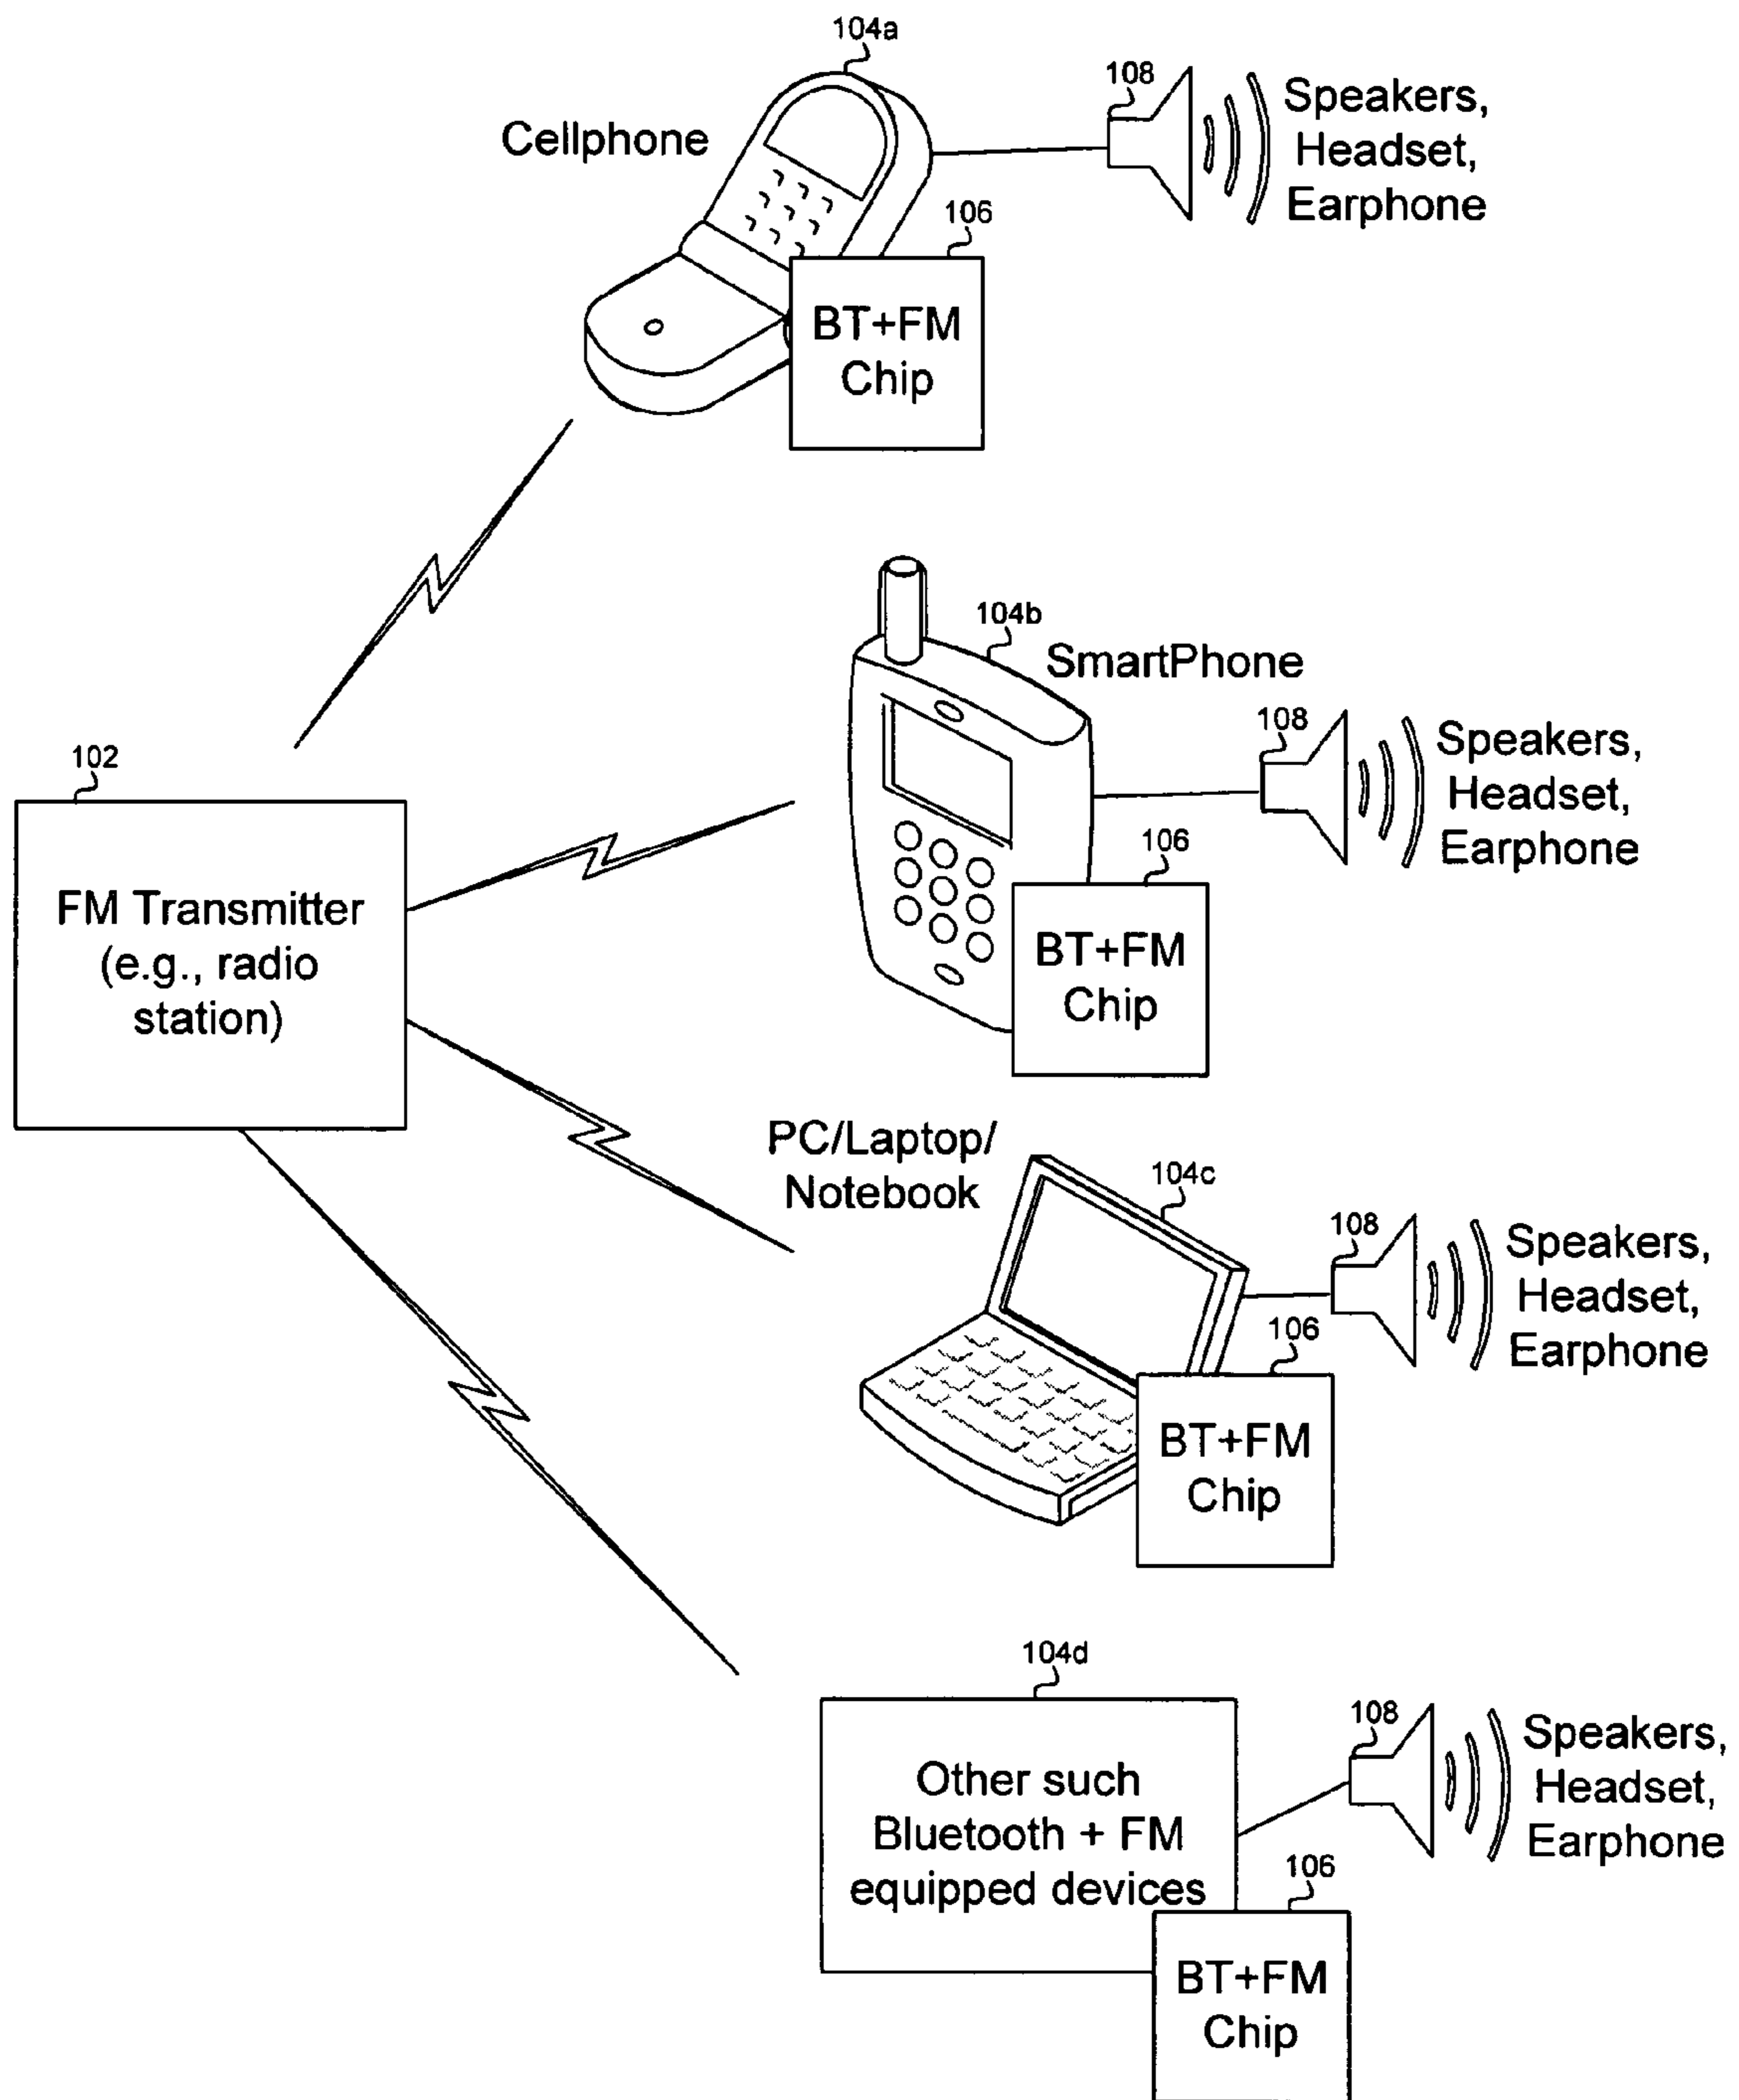 104a
108
Speakers,
Headset,
Earphone
Cellphone
106
BT+FM
Chip
104b
SmartPhone
108
Speakers,
Headset,
Earphone
102
106
FM Transmitter
(e.g., radio
station)
BT+FM
Chip
PC/Laptop/
Notebook
104c
108
Speakers,
Headset,
Earphone
106
BT+FM
Chip
104d
108
Speakers,
Headset,
Earphone
Other such
Bluetooth + FM
equipped devices
106
BT+FM
Chip